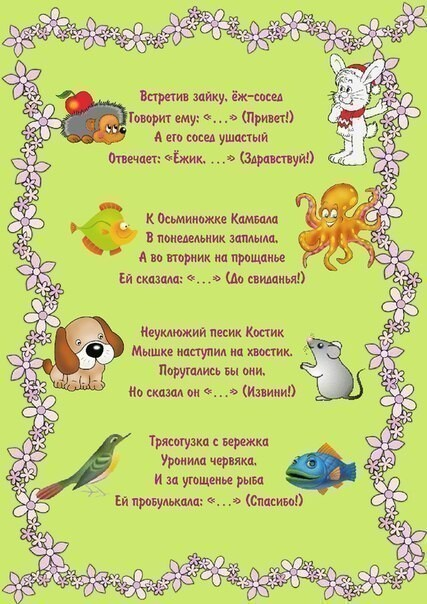 Встретив зайку, ёж-сосед
Говорит ему: «...» (Привет!)
А его сосед ушастый
Отвечает: «Ёжик, ...» (Здравствуй!)
К Осьминожке Камбала
В понедельник заплыла,
А во вторник на прощанье
Ей сказала: «...» (До свиданья!)
Неуклюжий песик Костик
Мышке наступил на хвостик.
Поругались бы они,
Но сказал он «...» (Извини!)
Трясогузка с бережка
Уронила червяка,
И за угощенье рыба
Ей пробулькала: «...» (Спасибо!)